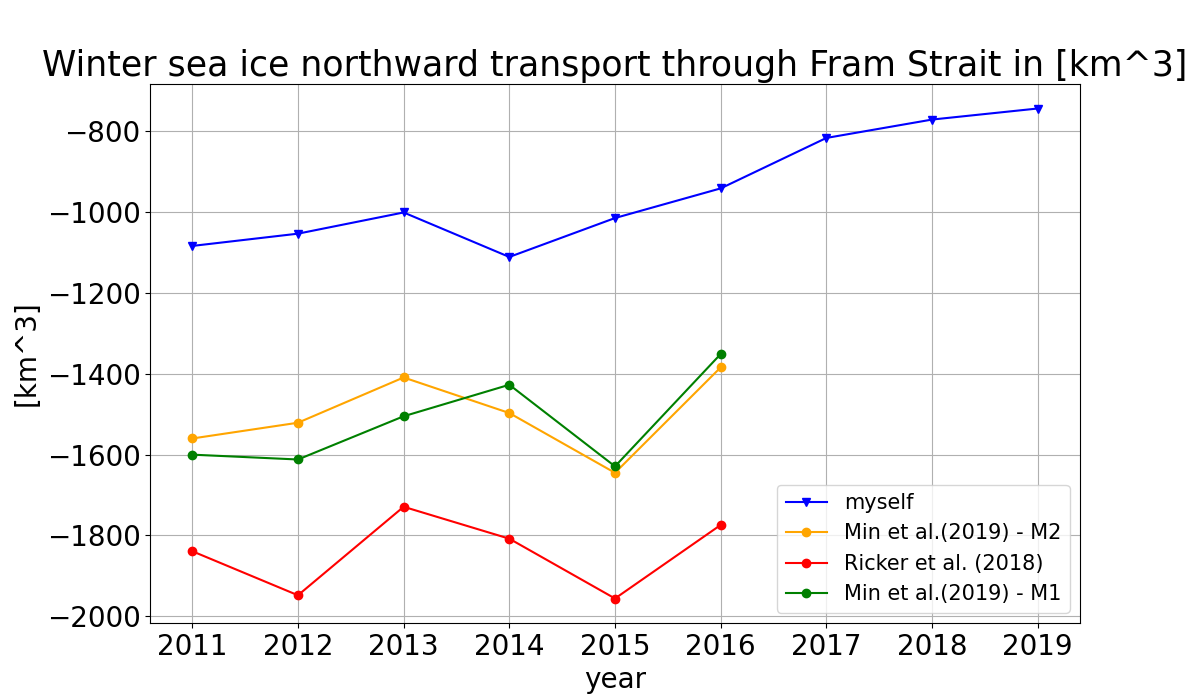 Winter sea ice northward transport through Fram Strait in [km^3]
−800
−1000
−1200
−1400
−1600
−1800
−2000
[km^3]
myself
Min et al.(2019) - M2
Ricker et al. (2018)
Min et al.(2019) - M1
2011 2012 2013 2014 2015 2016 2017 2018 2019
year